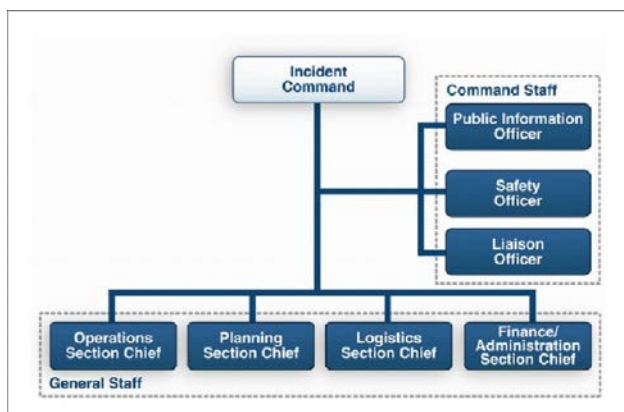 Incident
Command
Command Staff
Public Information
Officer
Safety
Officer
Liaison
Officer
Operations
Section Chief
Planning
Section Chief
Logistics
Section Chief
Finance/
Administration
Section Chief
General Staff